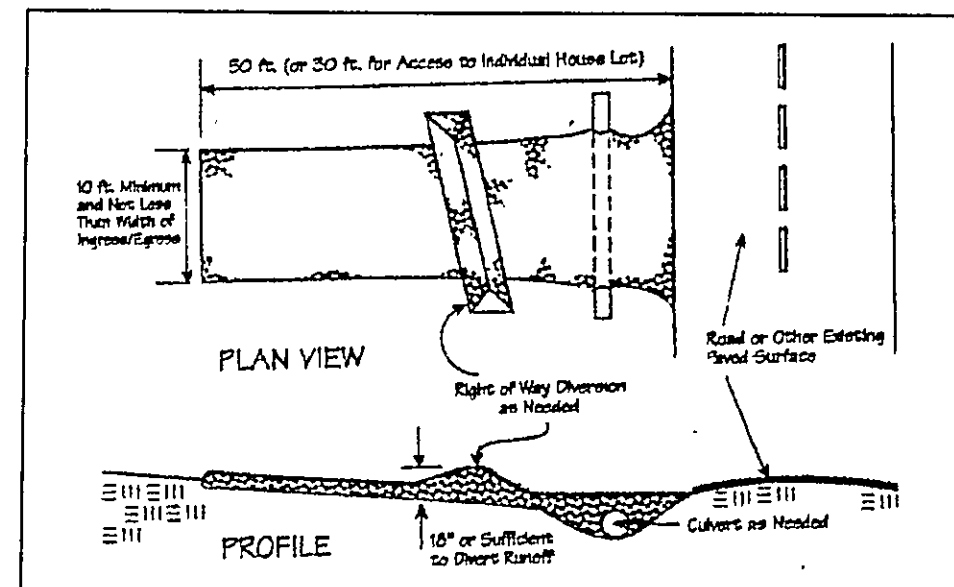 50 ft. (or 30 ft. for Access to Individual House Lot)
10 ft. Minimum
and Not Less
Than Width of
Ingress/Egress
PLAN VIEW
Right of Way Diversion
as Needed
Road or Other Existing
Paved Surface
18" or Sufficient
to Divert Runoff
Culvert as Needed
PROFILE